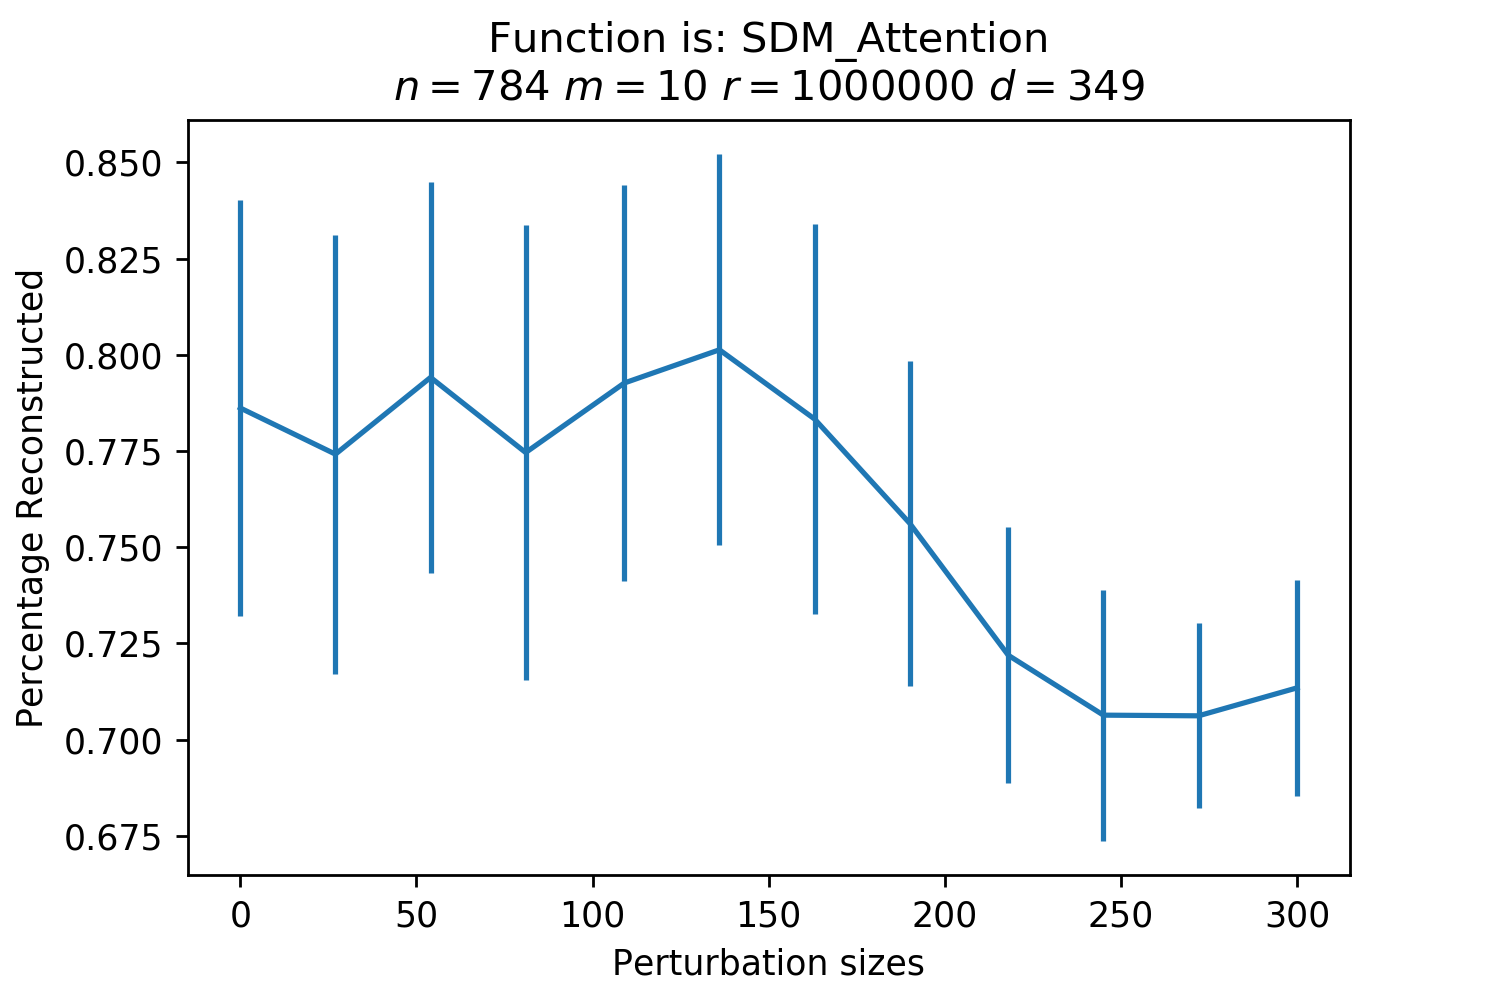 Function is: SDM_Attention
n = 784 m = 10 r = 1000000 d = 349
Percentage Reconstructed
0.850
0.825
0.800
0.775
0.750
0.725
0.700
0.675
0 50 100 150 200 250 300
Perturbation sizes